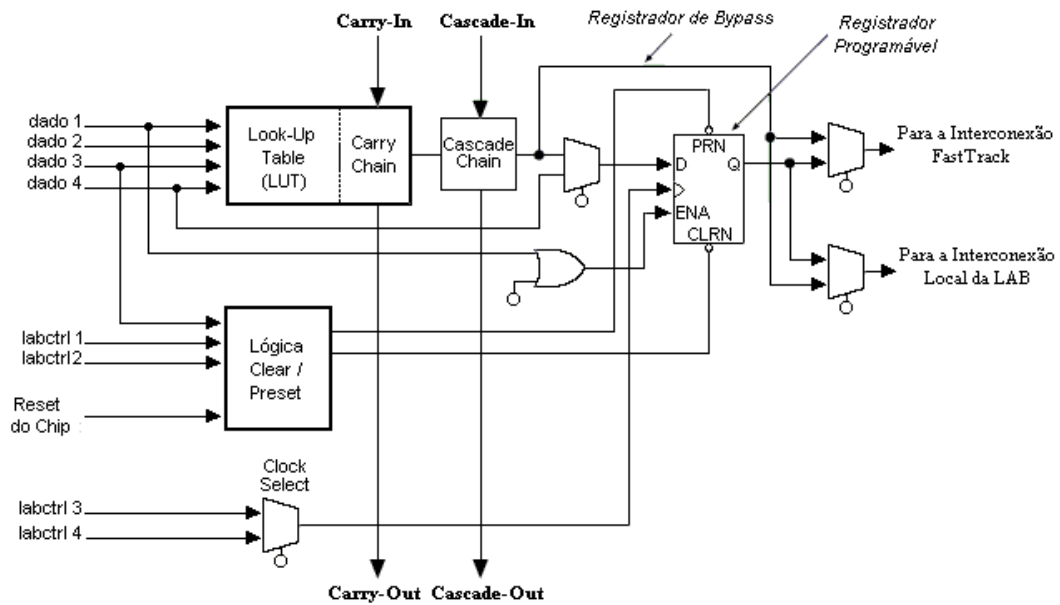 Carry-In
Cascade-In
Registrador de Bypass
Registrador
Programável
dado 1
dado 2
dado 3
dado 4
Look-Up
Table
(LUT)
Carry
Chain
Cascade
Chain
PRN
D
Q
ENA
CLRN
Para a Interconexão
FastTrack
Para a Interconexão
Local da LAB
labctrl 1
labctrl 2
Reset
do Chip
Lógica
Clear /
Preset
Clock
Select
labctrl 3
labctrl 4
Carry-Out
Cascade-Out